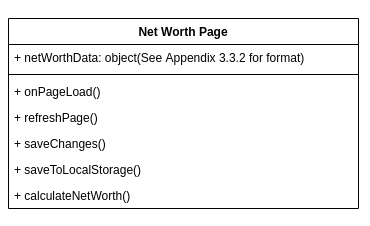 Net Worth Page
+ netWorthData: object(See Appendix 3.3.2 for format)
+ onPageLoad()
+ refreshPage()
+ saveChanges()
+ saveToLocalStorage()
+ calculateNetWorth()